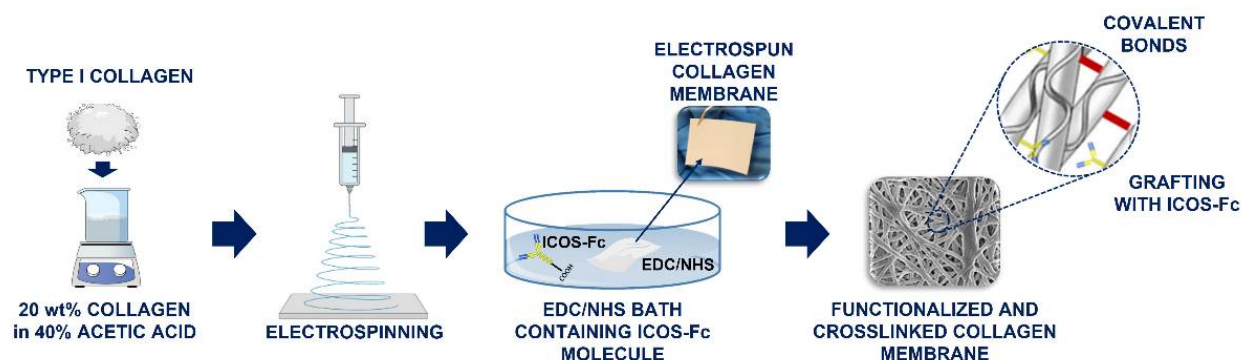 TYPE I COLLAGEN
20 wt% COLLAGEN
in 40% ACETIC ACID
ELECTROSPINNING
ELECTROSPUN
COLLAGEN
MEMBRANE
ICOS-Fc
COOH
EDC/NHS
EDC/NHS BATH
CONTAINING ICOS-Fc
MOLECULE
COVALENT
BONDS
GRAFTING
WITH ICOS-Fc
FUNCTIONALIZED AND
CROSSLINKED COLLAGEN
MEMBRANE